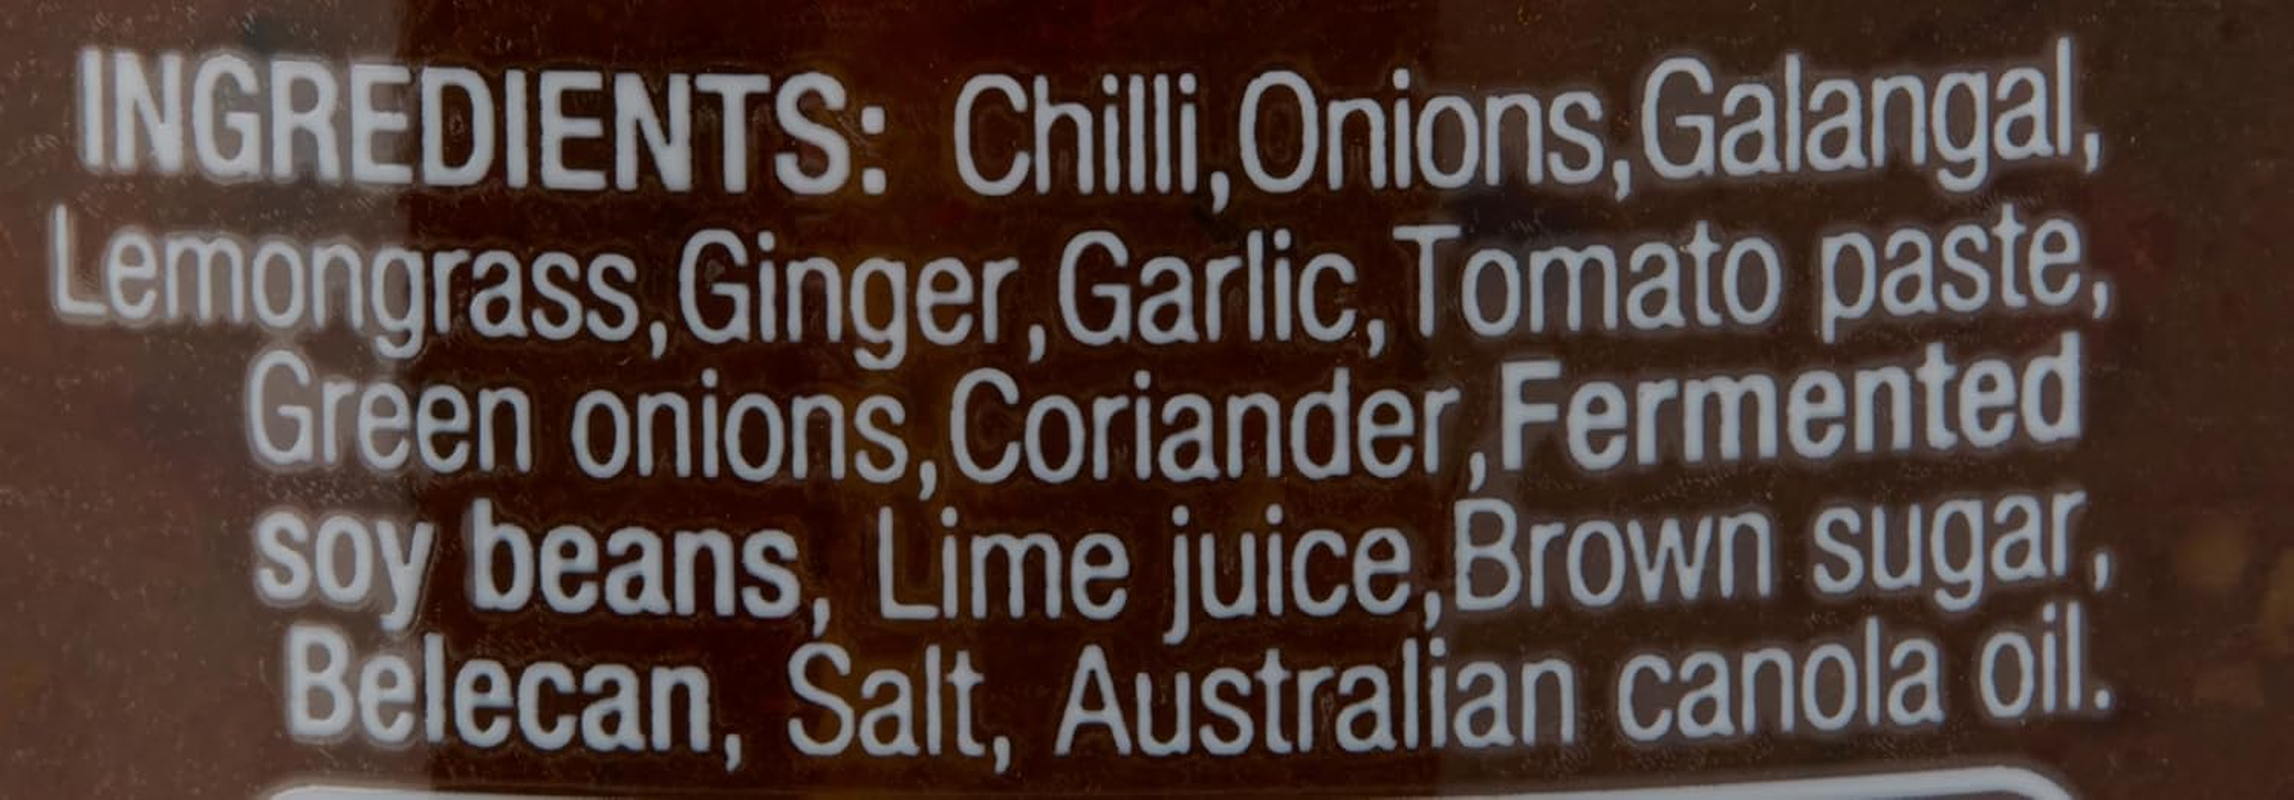 INGREDIENTS: Chilli,Onions,Galangal,
Lemongrass,Ginger,Garlic,Tomato paste,
Green onions,Coriander,Fermented
soy beans, Lime juice,Brown sugar,
Belecan, Salt, Australian canola oil.